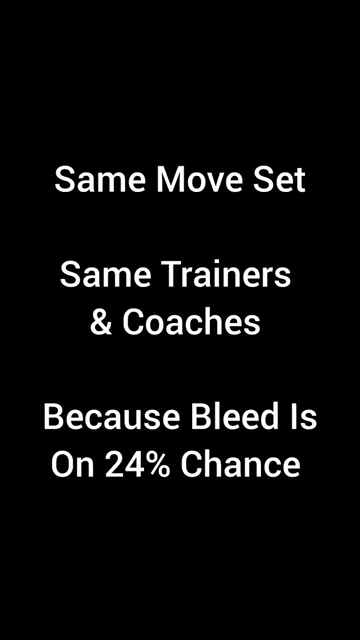 Same Move Set
Same Trainers
& Coaches
Because Bleed Is
On 24% Chance